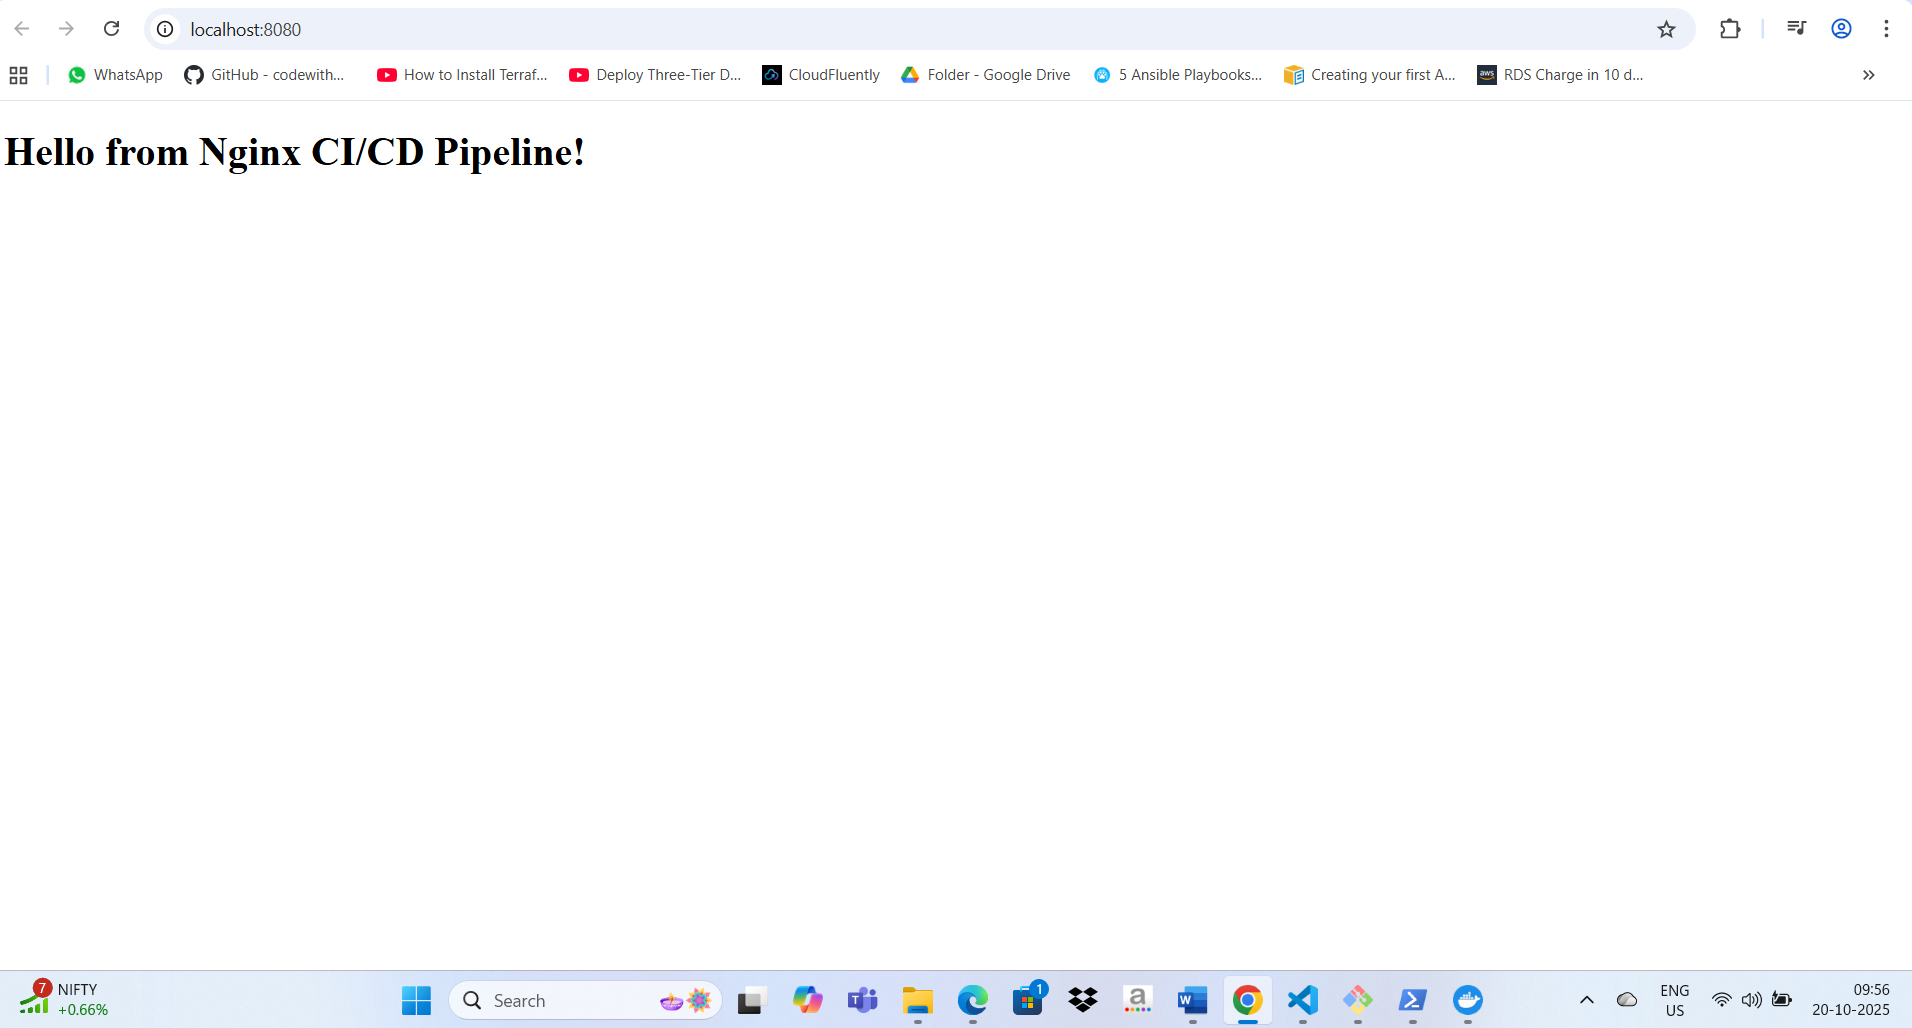 localhost:8080
WhatsApp
GitHub - codewith...
How to Install Terraf...
Deploy Three-Tier D...
CloudFluently
Folder - Google Drive
5 Ansible Playbooks...
Creating your first A...
aws
RDS Charge in 10 d...
Hello from Nginx CI/CD Pipeline!
7
NIFTY
+0.66%
Search
T
1
a
W
ENG
US
09:56
20-10-2025